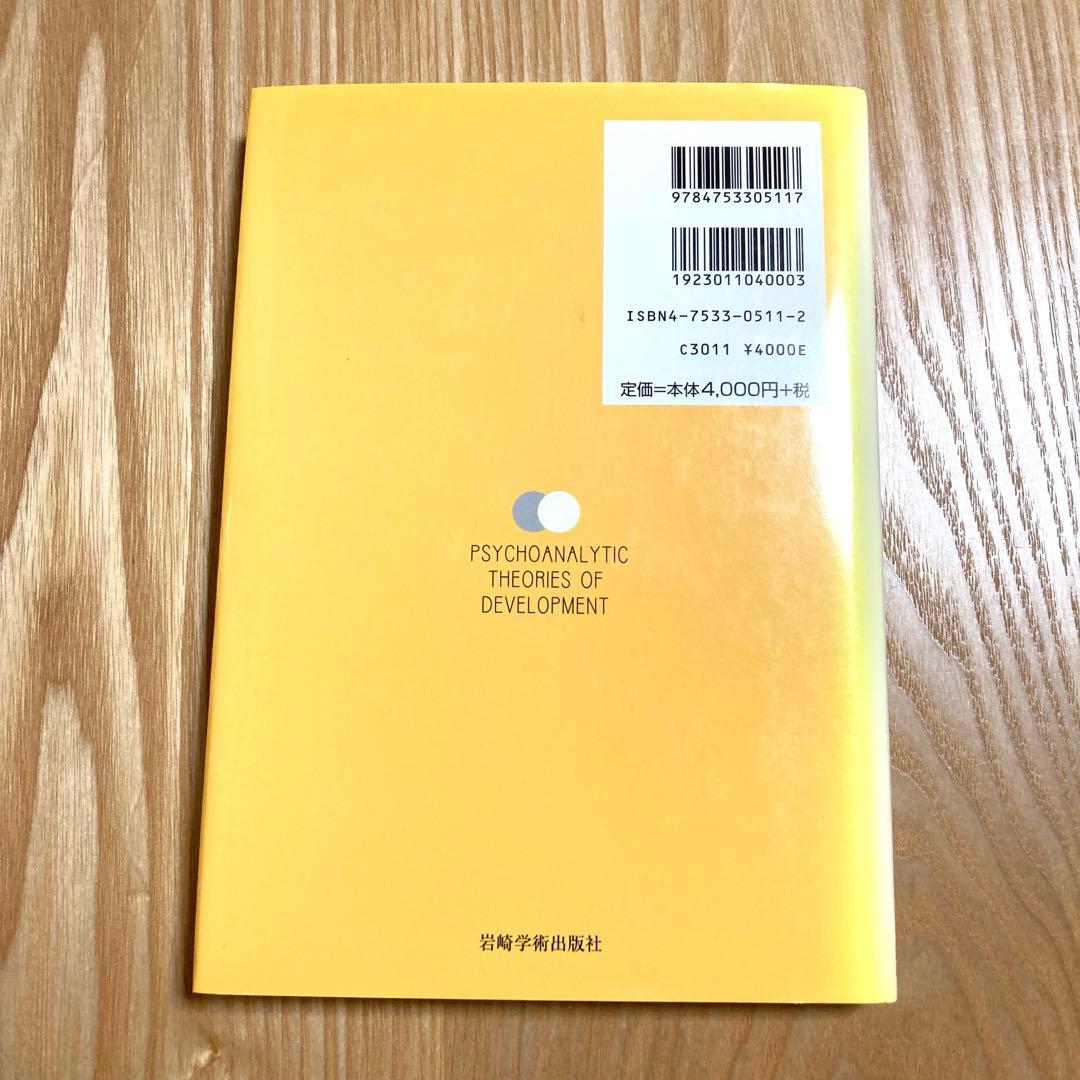 9784753305117
1923011040003
ISBN4-7533-0511-2
C3011 ¥4000E
定価=本体4,000円+税
PSYCHOANALYTIC
THEORIES OF
DEVELOPMENT
岩崎学術出版社